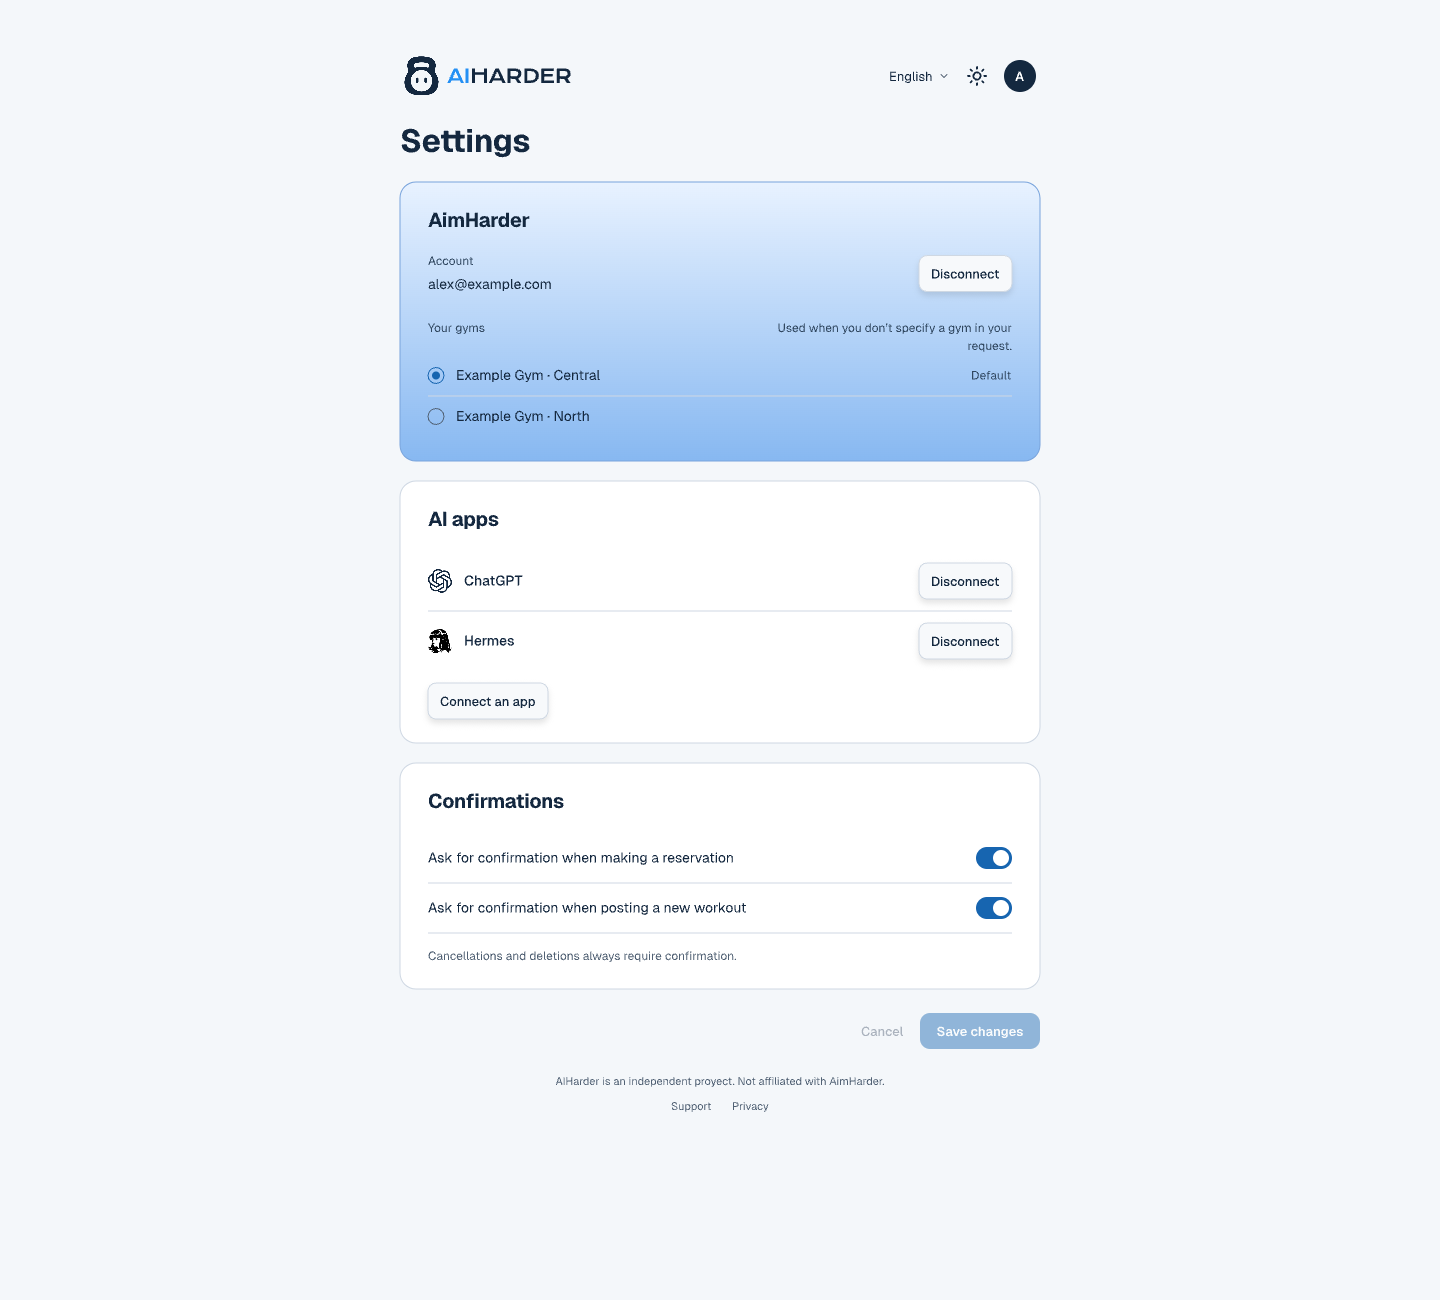 AIHARDER
English
A
Settings
AimHarder
Account
alex@example.com
Disconnect
Your gyms
Used when you don't specify a gym in your
request.
Example Gym · Central
Default
Example Gym · North
AI apps
ChatGPT
Disconnect
Hermes
Disconnect
Connect an app
Confirmations
Ask for confirmation when making a reservation
Ask for confirmation when posting a new workout
Cancellations and deletions always require confirmation.
Cancel
Save changes
AIHarder is an independent proyect. Not affiliated with AimHarder.
Support
Privacy